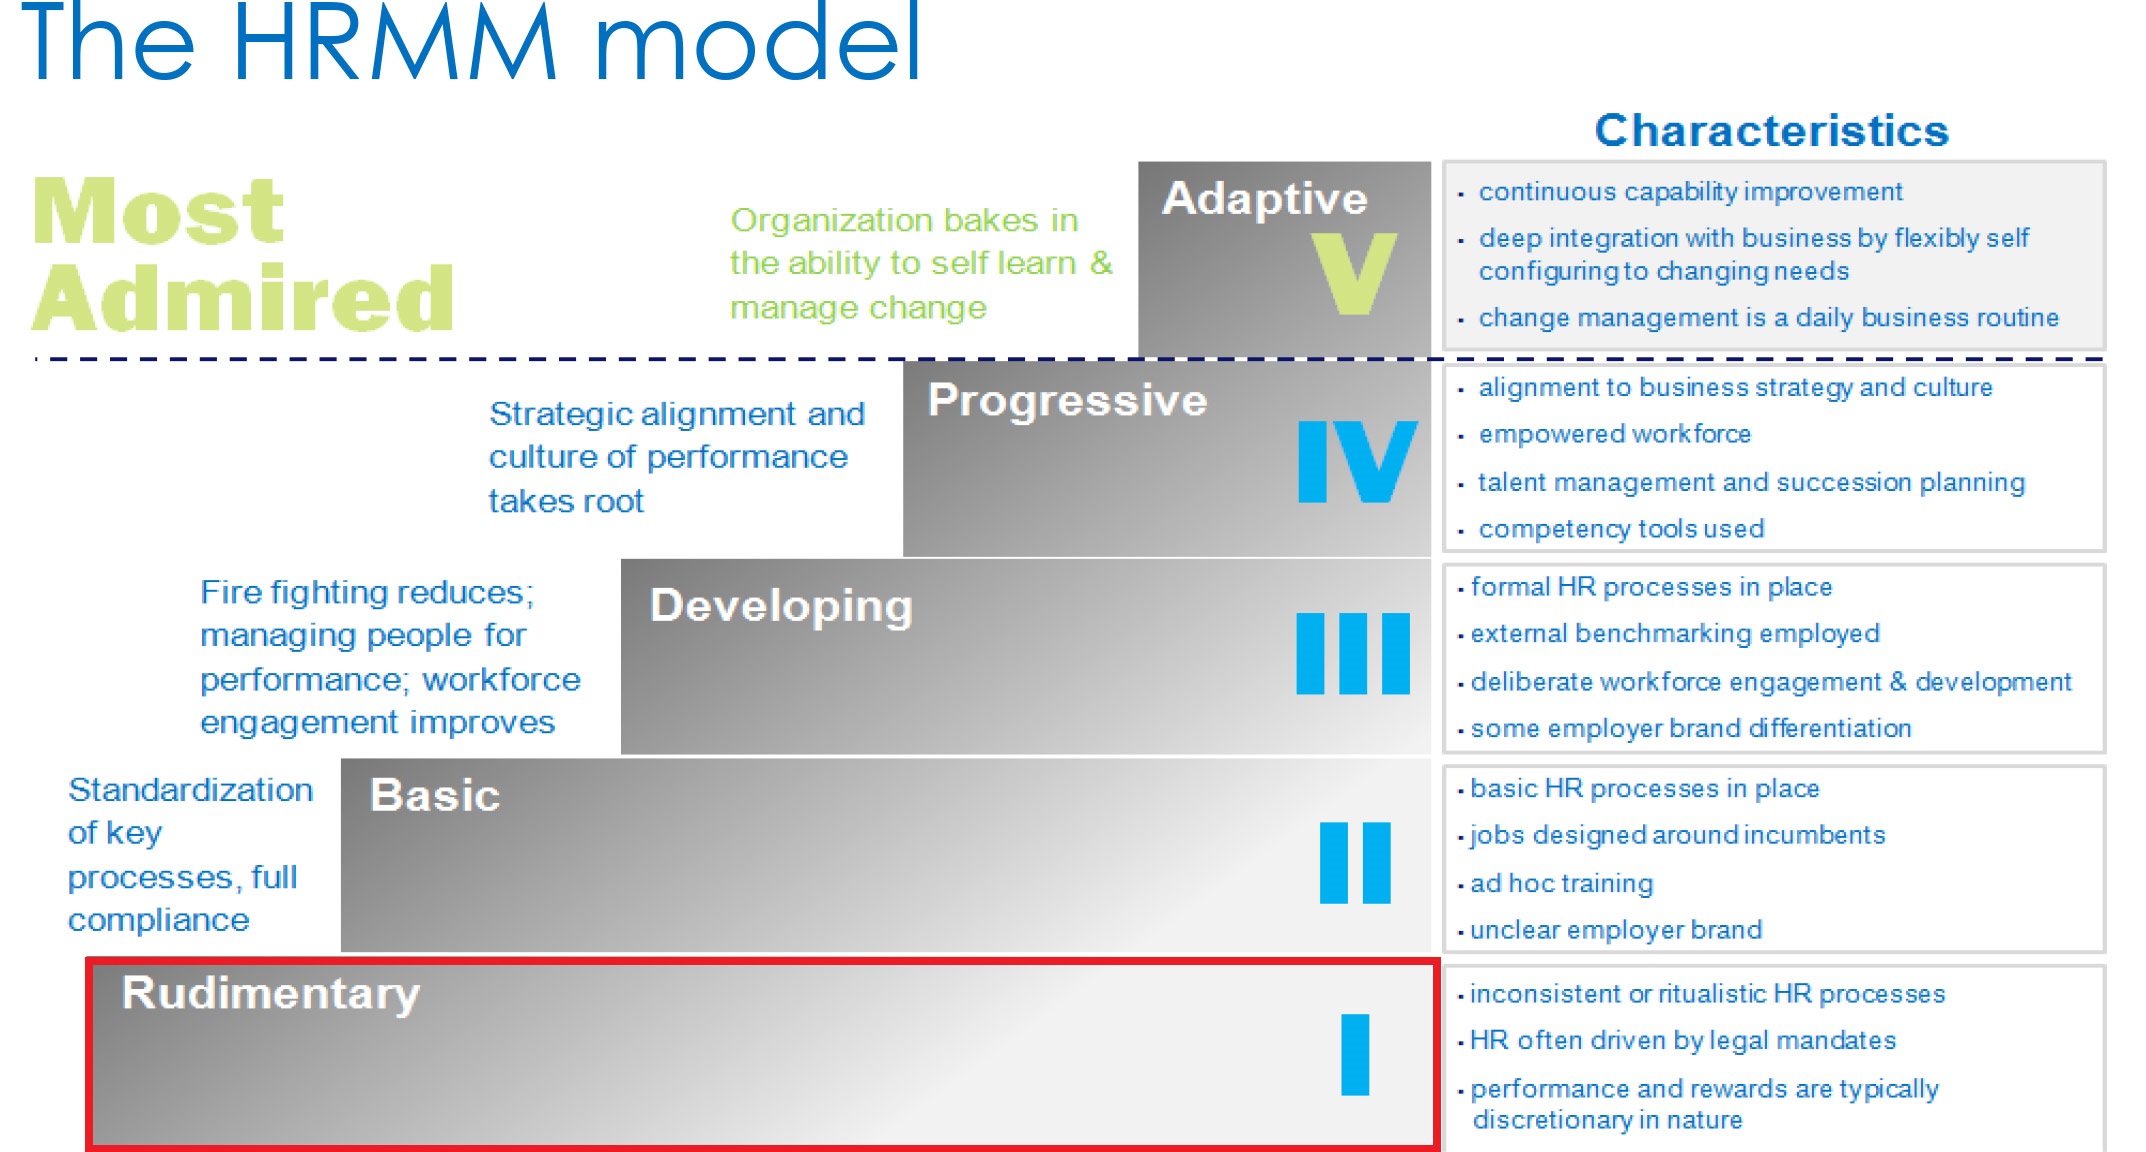 The HRMM model
Characteristics
Most
Admired
Organization bakes in
the ability to self learn &
manage change
Adaptive
V
· continuous capability improvement
· deep integration with business by flexibly self
configuring to changing needs
· change management is a daily business routine
Strategic alignment and
culture of performance
takes root
Progressive
IV
· alignment to business strategy and culture
· empowered workforce
· talent management and succession planning
· competency tools used
Fire fighting reduces;
managing people for
performance; workforce
engagement improves
Developing
III
· formal HR processes in place
· external benchmarking employed
· deliberate workforce engagement & development
· some employer brand differentiation
Standardization
of key
processes, full
compliance
Basic
II
· basic HR processes in place
· jobs designed around incumbents
· ad hoc training
· unclear employer brand
Rudimentary
I
· inconsistent or ritualistic HR processes
· HR often driven by legal mandates
· performance and rewards are typically
discretionary in nature